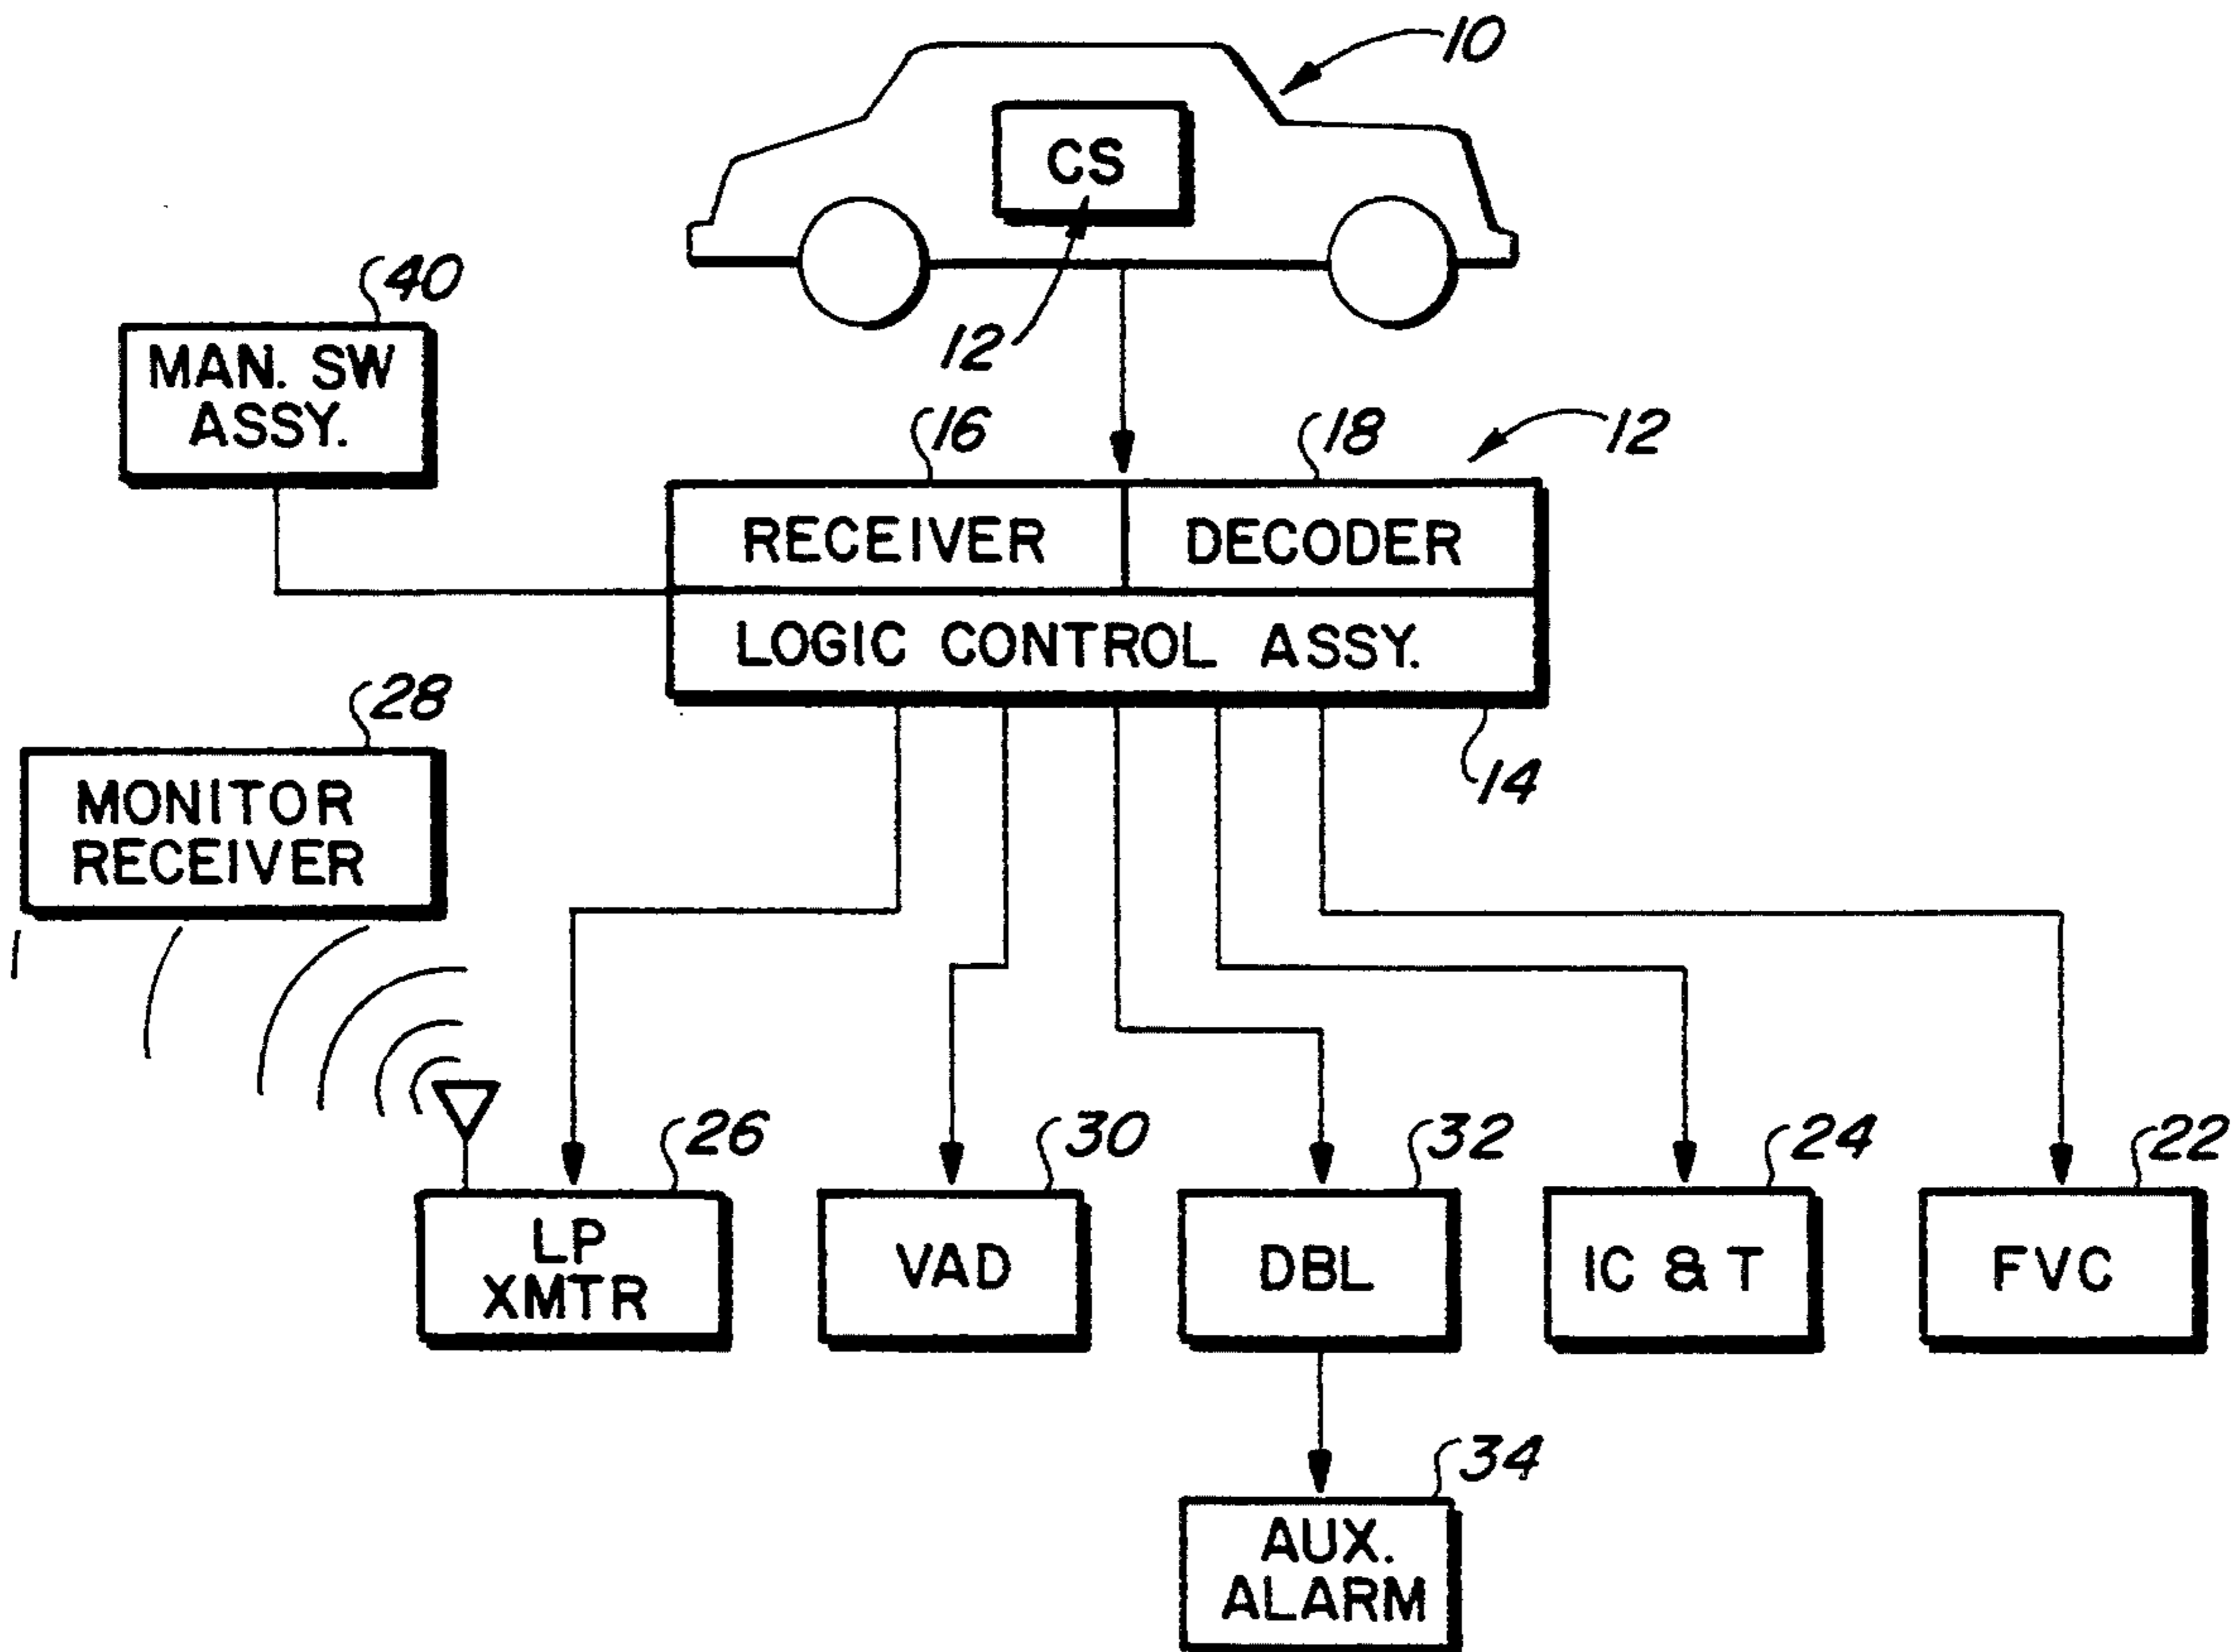 10
CS
12
40
MAN. SW
ASSY.
16
18
12
RECEIVER
DECODER
LOGIC CONTROL ASSY.
14
28
MONITOR
RECEIVER
26
30
32
24
22
LP
XMTR
VAD
DBL
IC & T
FVC
34
AUX.
ALARM